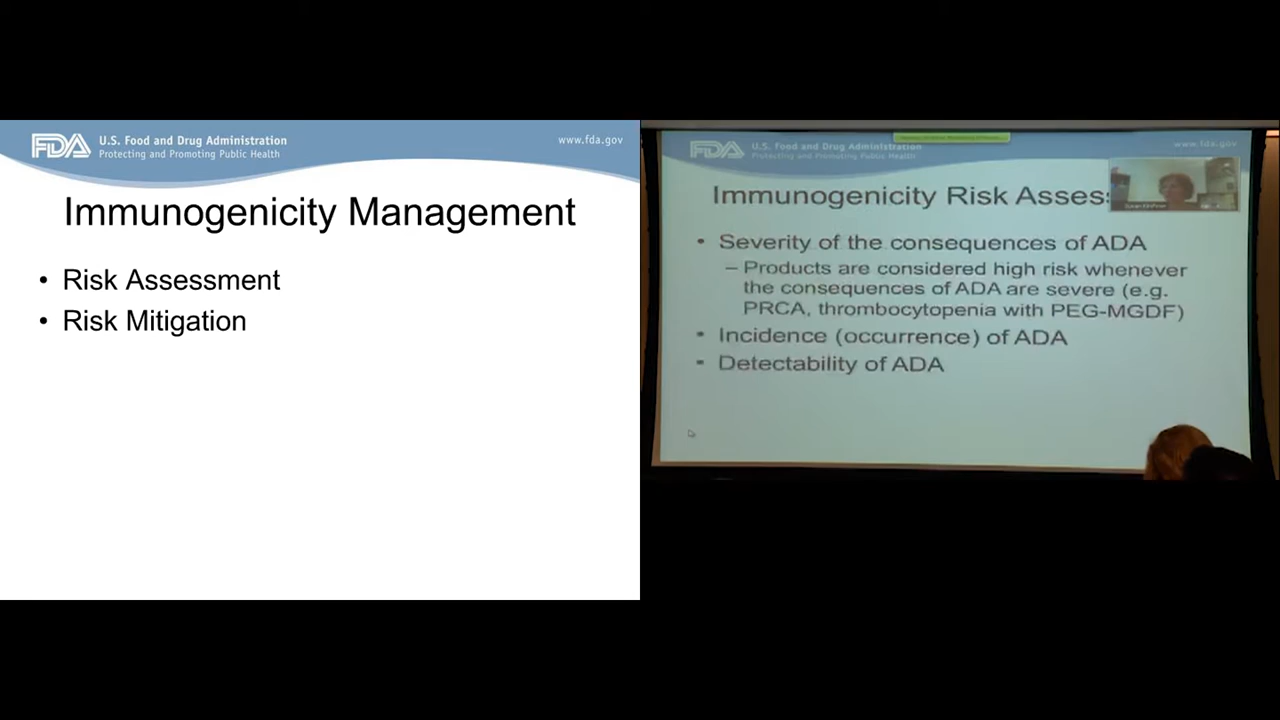 FDA U.S. Food and Drug Administration
Protecting and Promoting Public Health
www.fda.gov
Immunogenicity Management
• Risk Assessment
• Risk Mitigation
FDA U.S. Food and Drug Administration
Protecting and Promoting Public Health
www.fda.gov
Immunogenicity Risk Assess
• Severity of the consequences of ADA
– Products are considered high risk whenever
the consequences of ADA are severe (e.g.
PRCA, thrombocytopenia with PEG-MGDF)
• Incidence (occurrence) of ADA
• Detectability of ADA